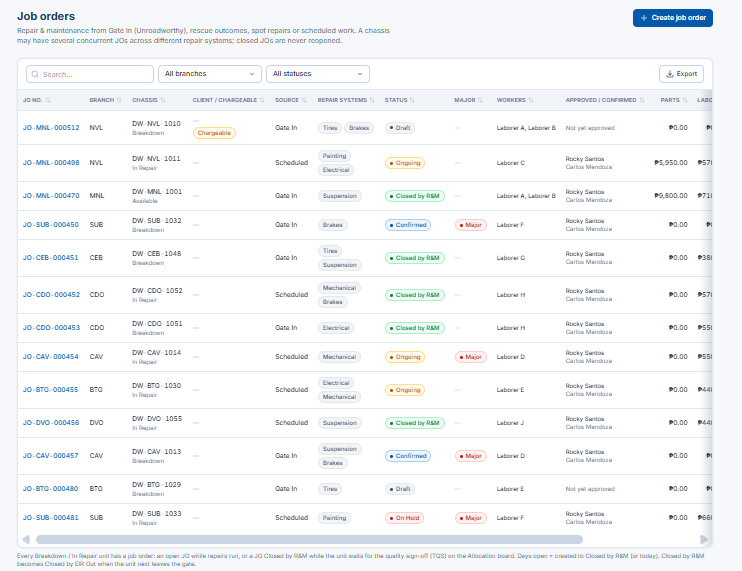 Job orders
Repair & maintenance from Gate In (Unroadworthy), rescue outcomes, spot repairs or scheduled work. A chassis
may have several concurrent JOs across different repair systems; closed JOs are never reopened.
+ Create job order
Search...
All branches
All statuses
Export
JO NO. BRANCH CHASSIS CLIENT / CHARGEABLE SOURCE REPAIR SYSTEMS STATUS MAJOR WORKERS APPROVED / CONFIRMED PARTS
JO-MNL-000512 NVL DW-NVL-1010 — Gate In Tires Brakes Draft — Laborer A, Laborer B Not yet approved ₱0.00
Breakdown Chargeable
JO-MNL-000498 NVL DW-NVL-1011 — Scheduled Painting Ongoing — Laborer C Rocky Santos ₱5,950.00
In Repair Electrical Carlos Mendoza
JO-MNL-000470 MNL DW-MNL-1001 — Gate In Suspension Closed by R&M — Laborer A, Laborer B Rocky Santos ₱9,800.00
Available Carlos Mendoza
JO-SUB-000450 SUB DW-SUB-1032 — Gate In Brakes Confirmed Major Laborer F Rocky Santos ₱0.00
Breakdown Carlos Mendoza
JO-CEB-000451 CEB DW-CEB-1048 — Gate In Tires Closed by R&M — Laborer G Rocky Santos ₱0.00
Breakdown Suspension Carlos Mendoza
JO-CDO-000452 CDO DW-CDO-1052 — Scheduled Mechanical Closed by R&M — Laborer H Rocky Santos ₱0.00
In Repair Brakes Carlos Mendoza
JO-CDO-000453 CDO DW-CDO-1051 — Gate In Electrical Closed by R&M — Laborer H Rocky Santos ₱0.00
In Repair Carlos Mendoza
JO-CAV-000454 CAV DW-CAV-1014 — Scheduled Mechanical Ongoing Major Laborer D Rocky Santos ₱0.00
In Repair Carlos Mendoza
JO-BTG-000455 BTG DW-BTG-1030 — Scheduled Electrical Ongoing — Laborer E Rocky Santos ₱0.00
In Repair Mechanical Carlos Mendoza
JO-DVO-000456 DVO DW-DVO-1055 — Scheduled Suspension Closed by R&M — Laborer J Rocky Santos ₱0.00
In Repair Carlos Mendoza
JO-CAV-000457 CAV DW-CAV-1013 — Gate In Suspension Confirmed Major Laborer D Rocky Santos ₱0.00
Breakdown Brakes Carlos Mendoza
JO-BTG-000480 BTG DW-BTG-1029 — Gate In Tires Draft — Laborer E Not yet approved ₱0.00
Breakdown
JO-SUB-000481 SUB DW-SUB-1033 — Scheduled Painting On Hold Major Laborer F Rocky Santos ₱0.00
In Repair Carlos Mendoza
Every Breakdown / In Repair unit has a job order: an open JO while repairs run, or a JO Closed by R&M while the unit waits for the quality sign-off (TQS) on the Allocation board. Days open = created to Closed by R&M (or today). Closed by R&M
becomes Closed by EIR Out when the unit next leaves the gate.